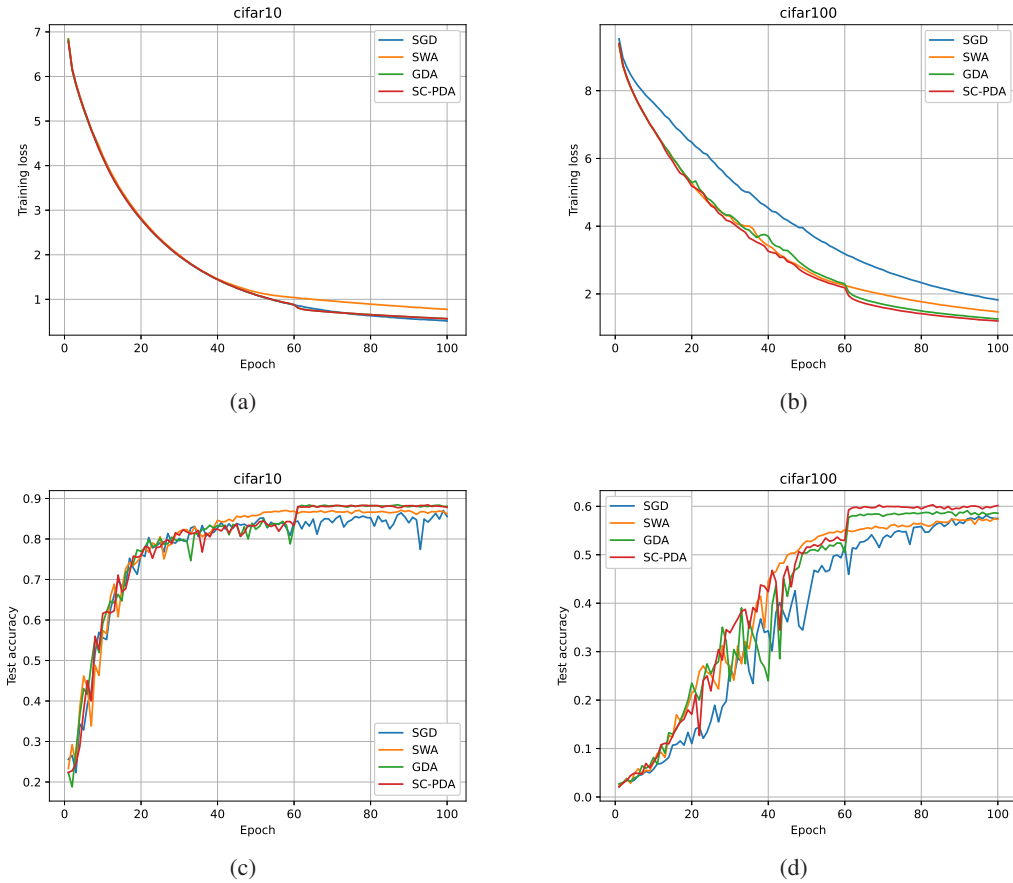 cifar10
7
6
5
4
3
2
1
0 20 40 60 80 100
Training loss
Epoch
SGD
SWA
GDA
SC-PDA
(a)
cifar100
8
6
4
2
0 20 40 60 80 100
Training loss
Epoch
SGD
SWA
GDA
SC-PDA
(b)
cifar10
0.9
0.8
0.7
0.6
0.5
0.4
0.3
0.2
0 20 40 60 80 100
Test accuracy
Epoch
SGD
SWA
GDA
SC-PDA
(c)
cifar100
0.6
0.5
0.4
0.3
0.2
0.1
0.0
0 20 40 60 80 100
Test accuracy
Epoch
SGD
SWA
GDA
SC-PDA
(d)